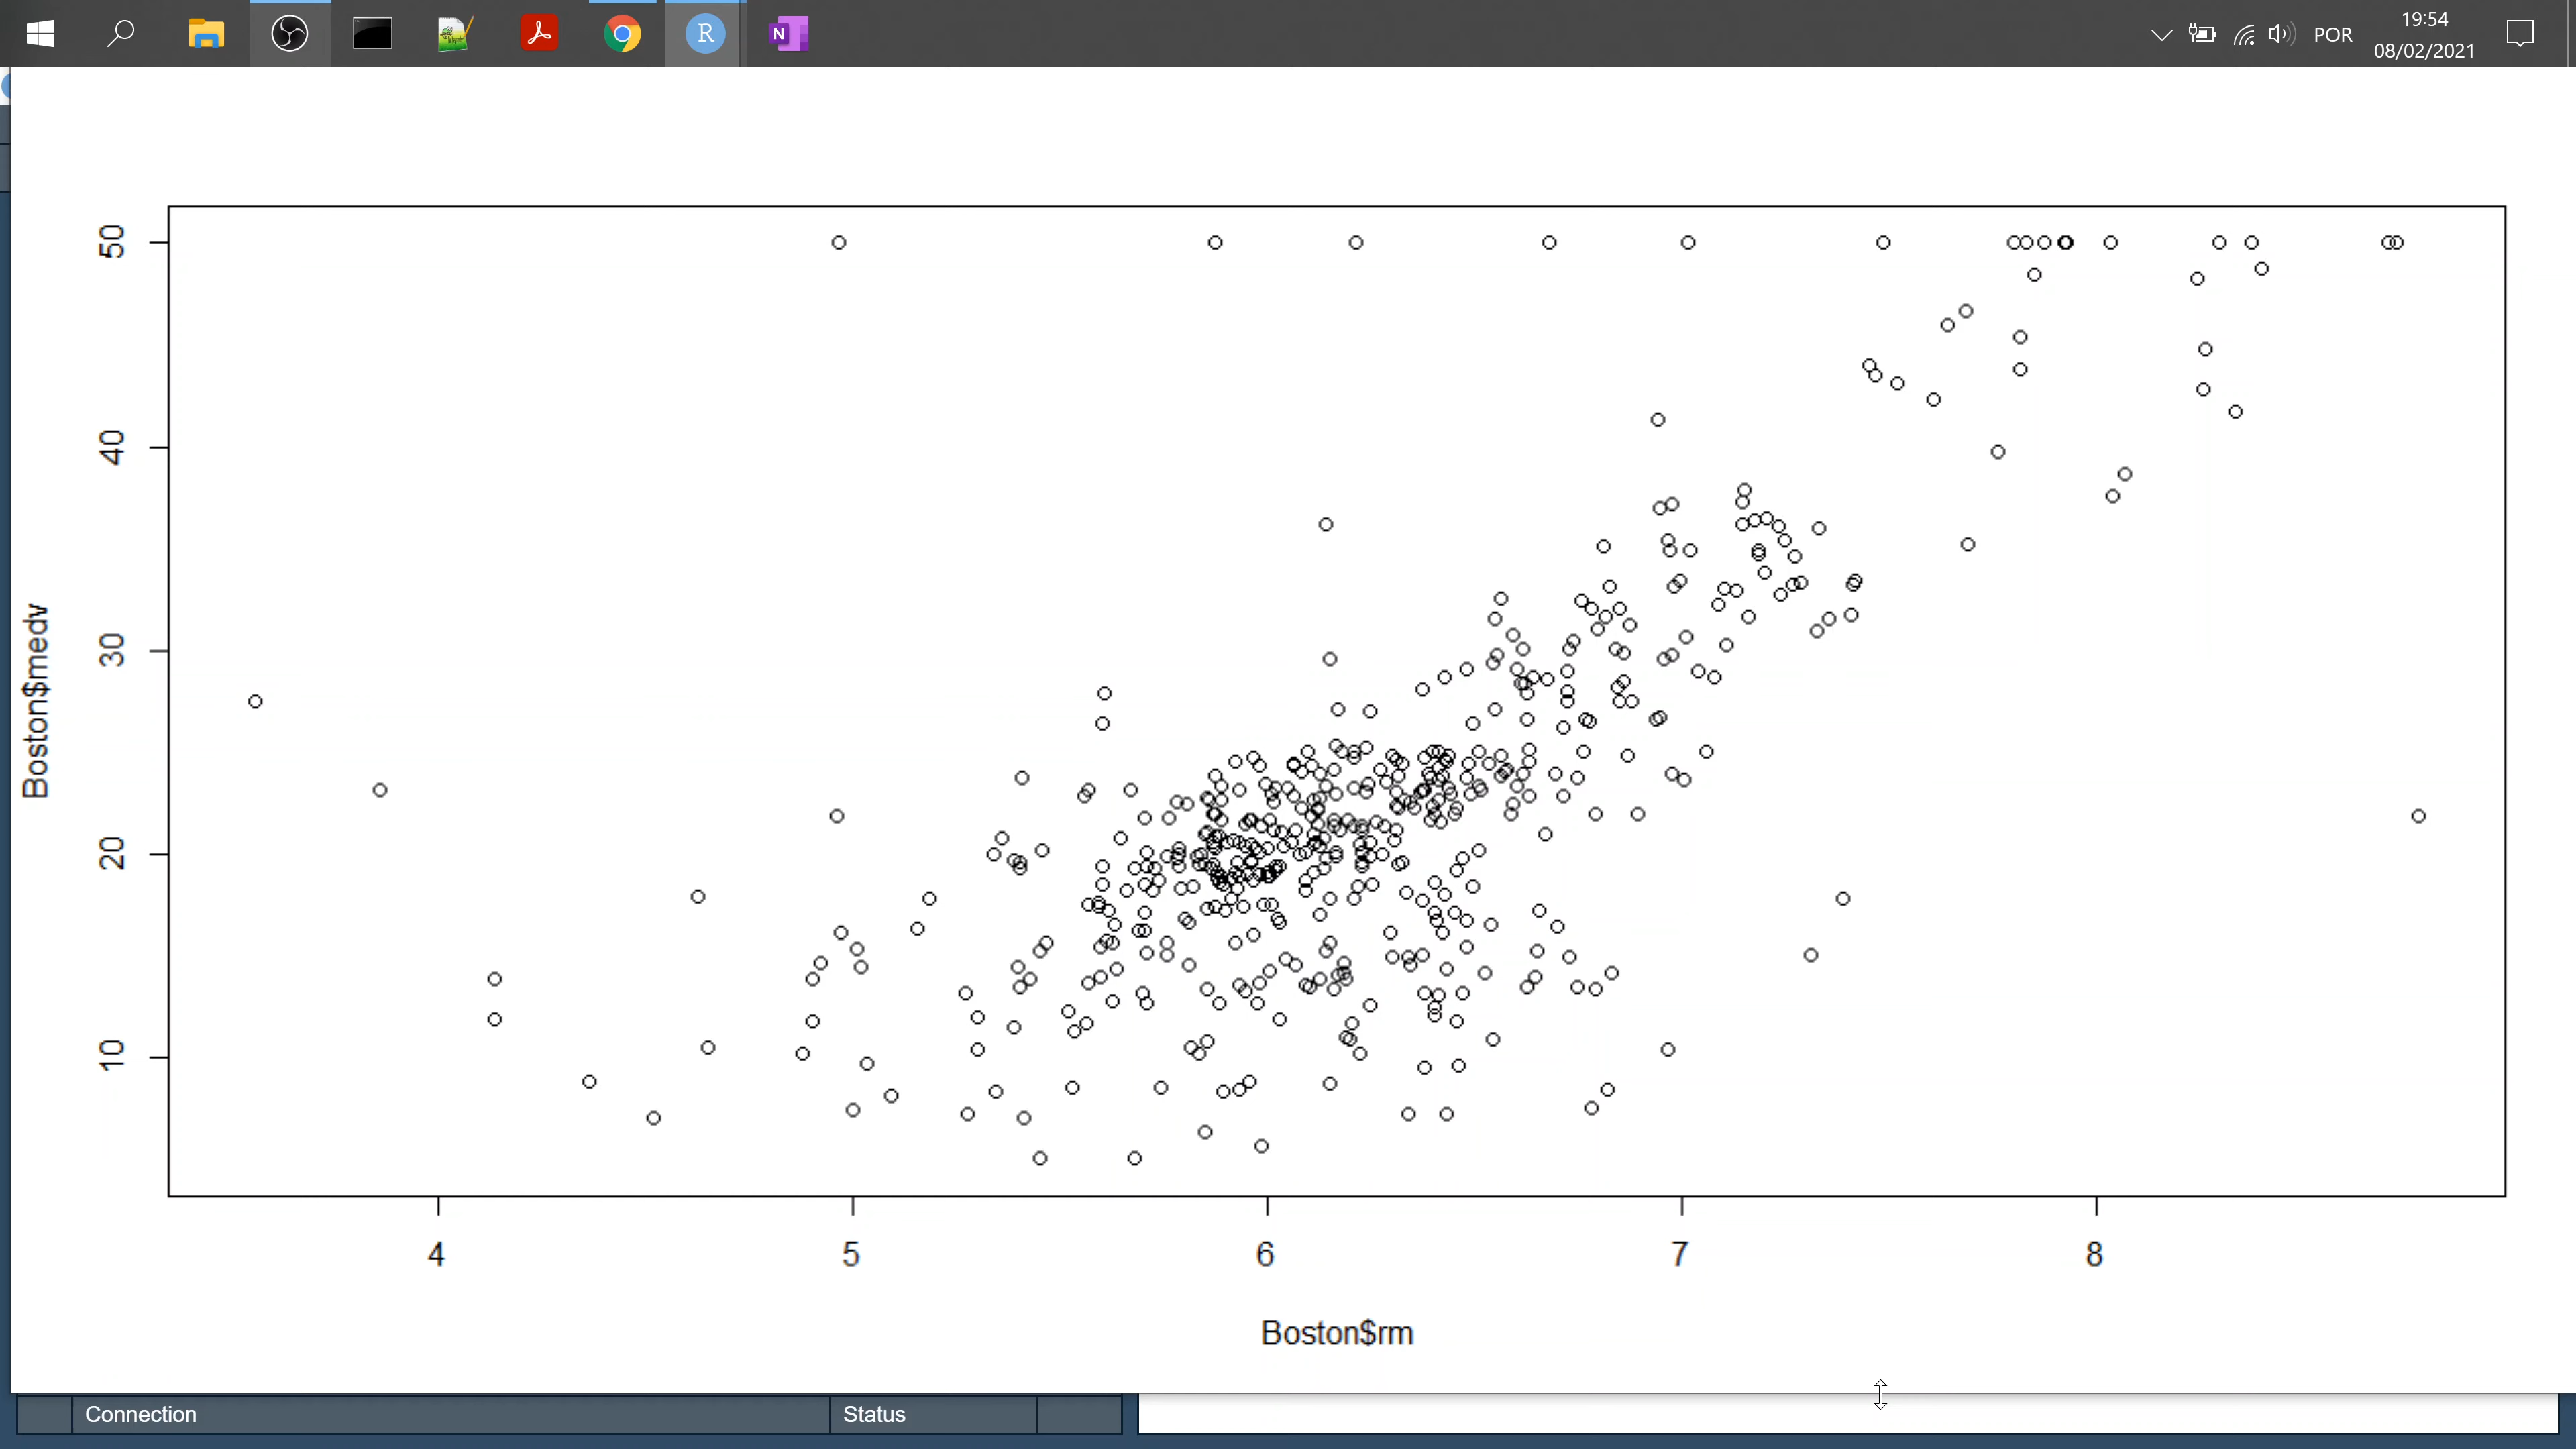 POR
19:54
08/02/2021
R
N
50
40
30
20
10
Boston$medv
4 5 6 7 8
Boston$rm
Connection Status